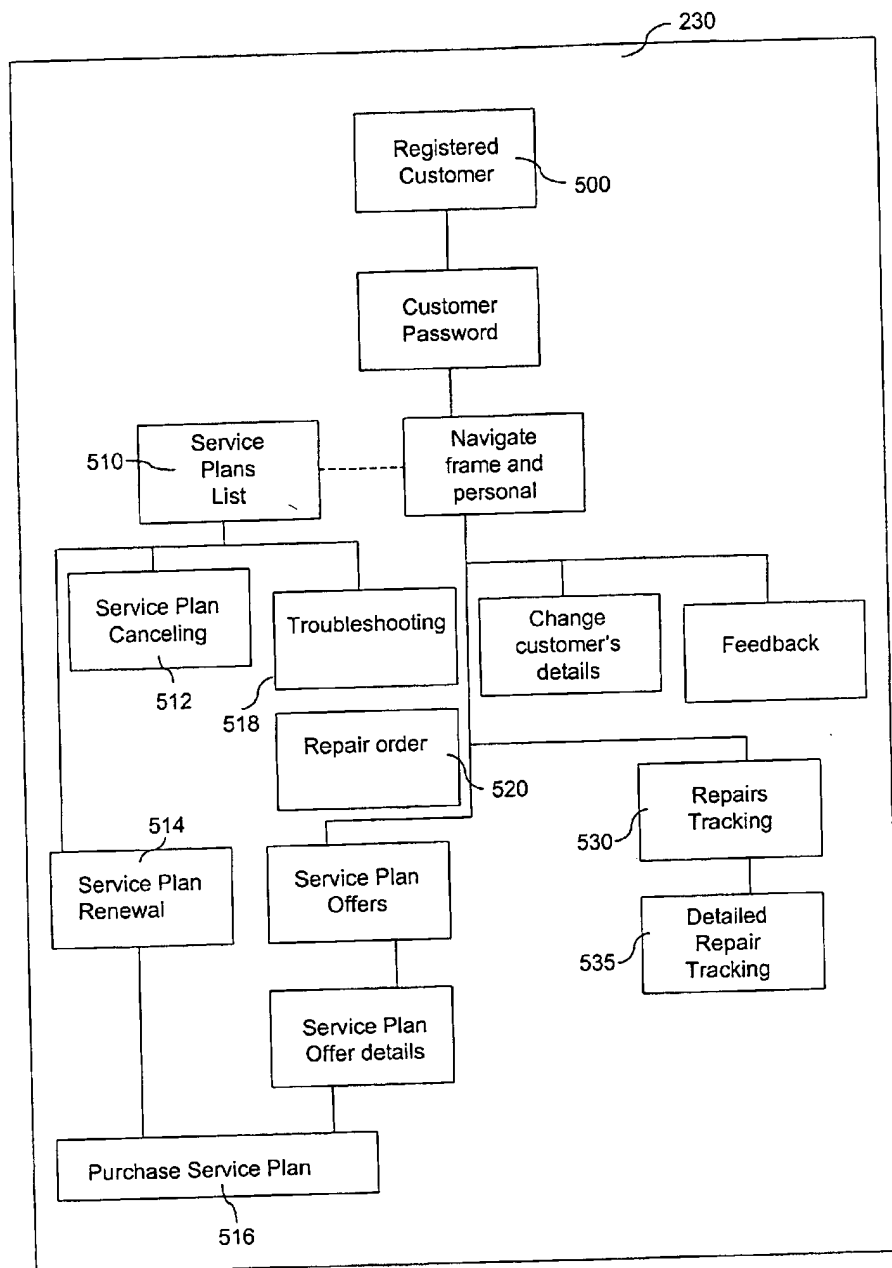 230
Registered
Customer
500
Customer
Password
Service
Plans
List
510
Navigate
frame and
personal
Service Plan
Canceling
512
Troubleshooting
518
Change
customer's
details
Feedback
Repair order
520
Repairs
Tracking
530
514
Service Plan
Renewal
Service Plan
Offers
Detailed
Repair
Tracking
535
Service Plan
Offer details
Purchase Service Plan
516